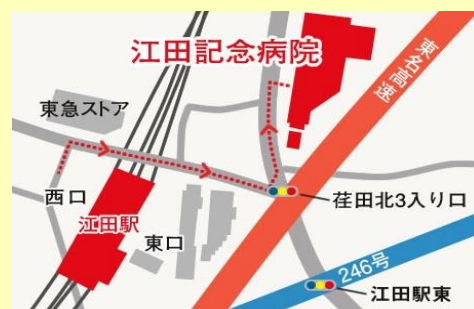 江田記念病院
東名高速
東急ストア
西口
江田駅
東口
荏田北3入り口
246号
江田駅東